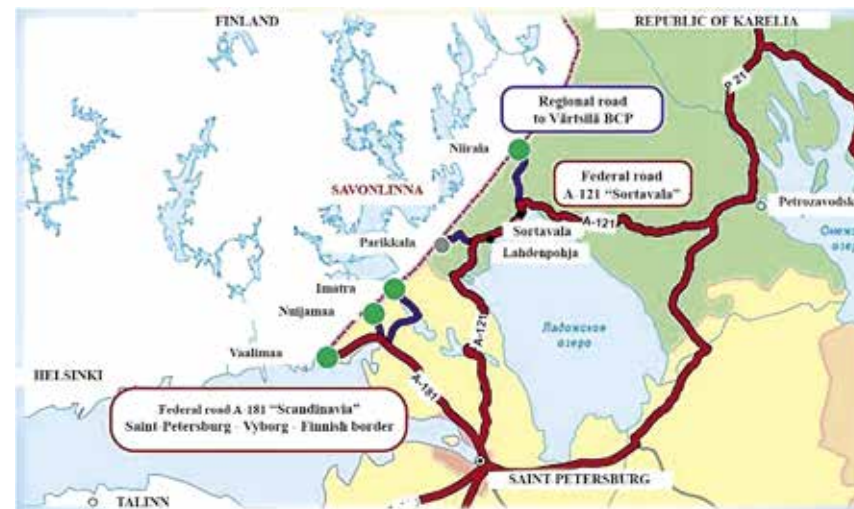 FINLAND
REPUBLIC OF KARELIA
P 21
Regional road
to Värtsilä BCP
Niirala
Federal road
A-121 “Sortavala”
SAVONLINNA
Petrozavodsk
A-121
Sortavala
Parikkala
Lahdenpohja
Imatra
Nuijamaa
Ладожское
озеро
A-121
Vaalimaa
HELSINKI
A-181
Federal road A-181 “Scandinavia”
Saint-Petersburg - Vyborg - Finnish border
SAINT PETERSBURG
TALINN